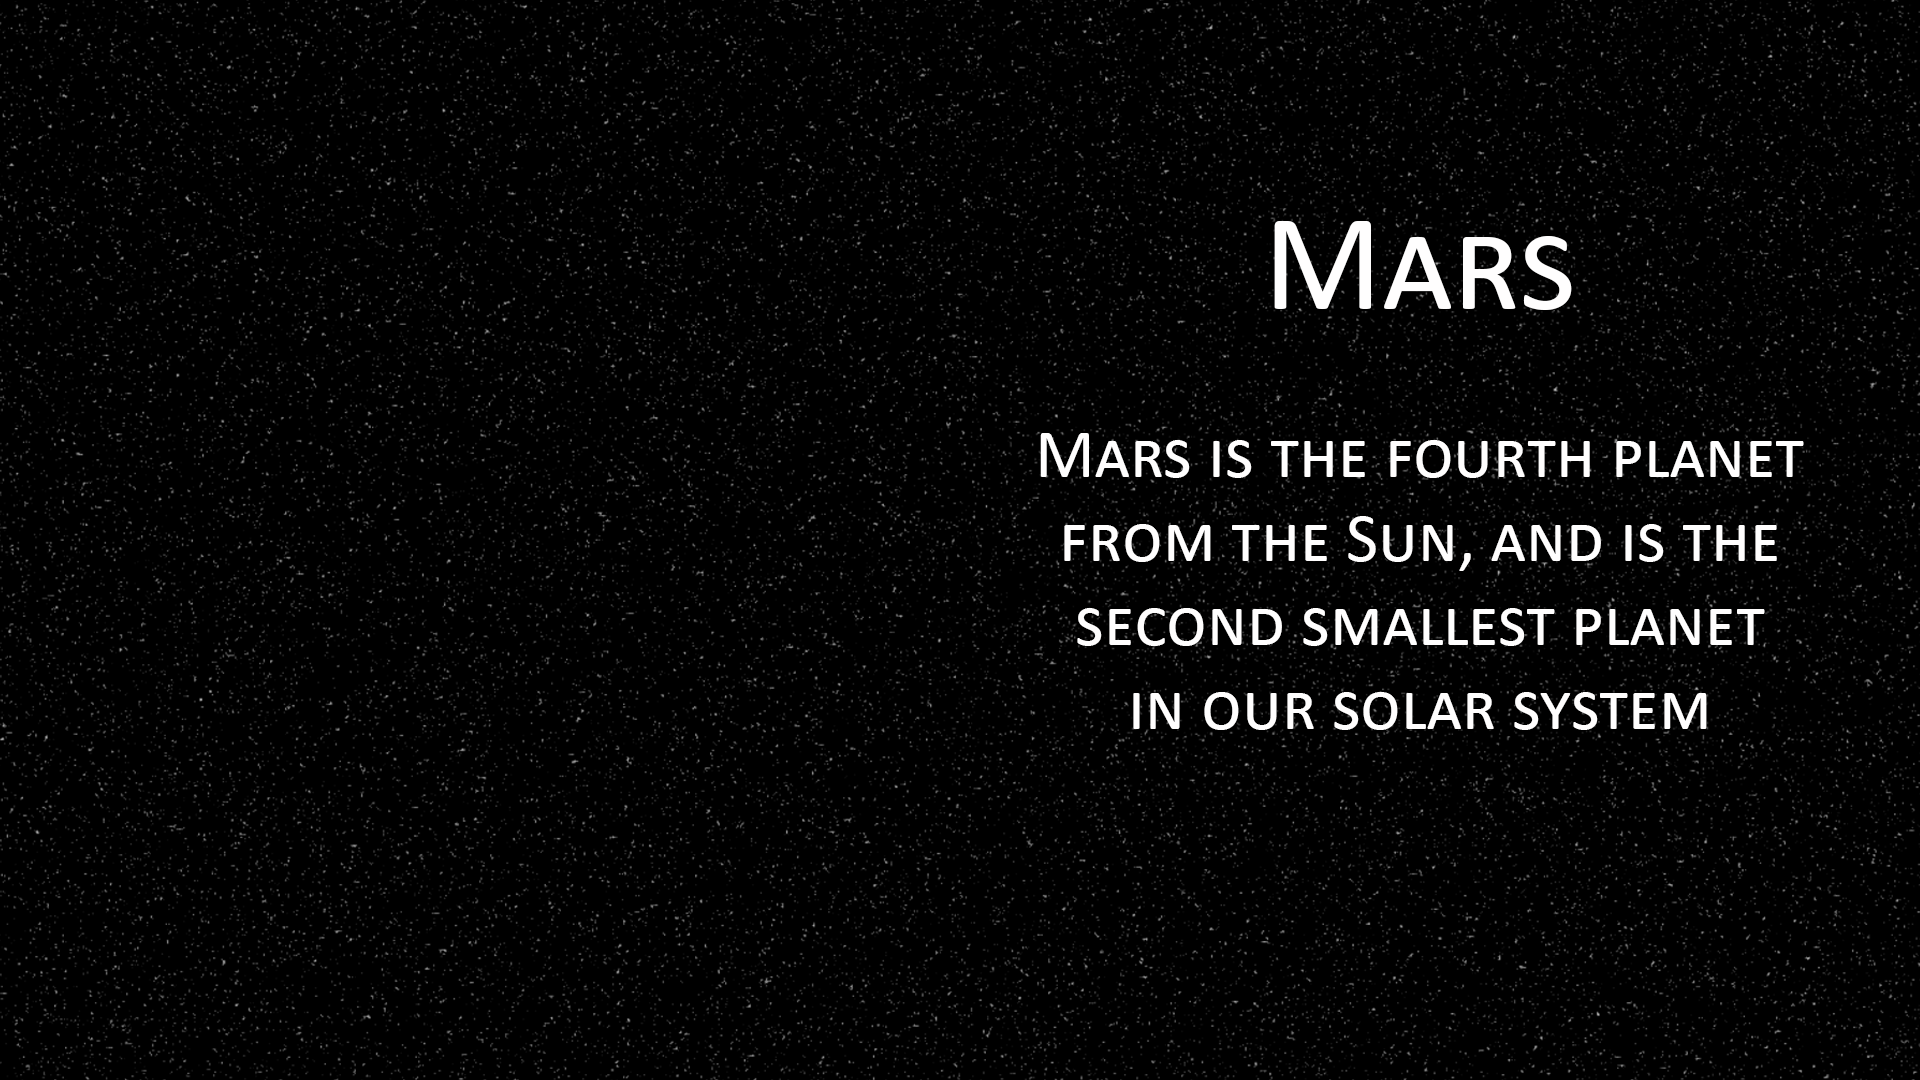 Mars
Mars is the fourth planet
from the Sun, and is the
second smallest planet
in our solar system